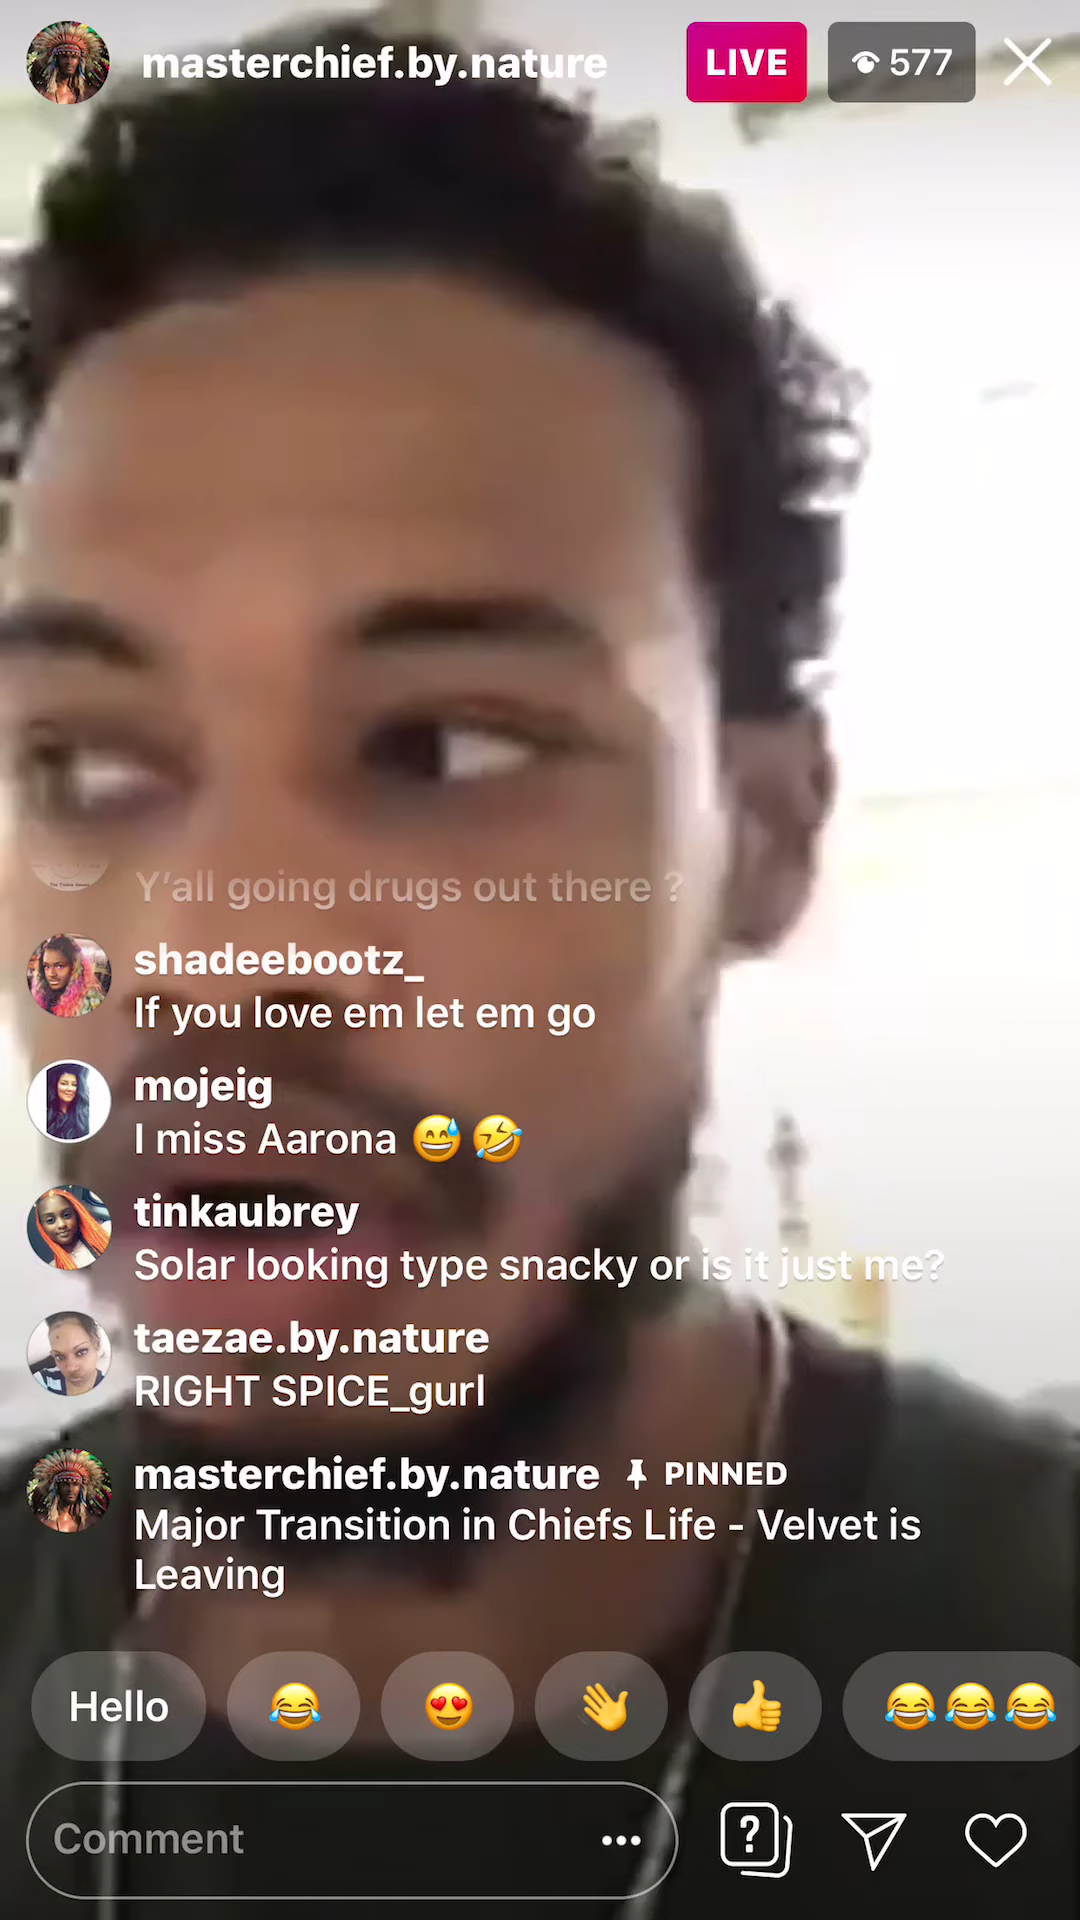 masterchief.by.nature
LIVE
577
Y'all going drugs out there ?
shadeebootz_
If you love em let em go
mojeig
I miss Aarona 😅 🤣
tinkaubrey
Solar looking type snacky or is it just me?
taezae.by.nature
RIGHT SPICE_gurl
masterchief.by.nature PINNED
Major Transition in Chiefs Life - Velvet is
Leaving
Hello 😂 😍 👋 👍 😂😂😂
Comment ... ?